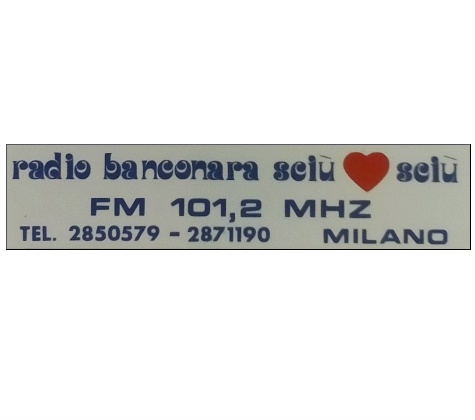 radio banconara sciù ❤ sciù
FM 101,2 MHZ
TEL. 2850579 - 2871190 MILANO